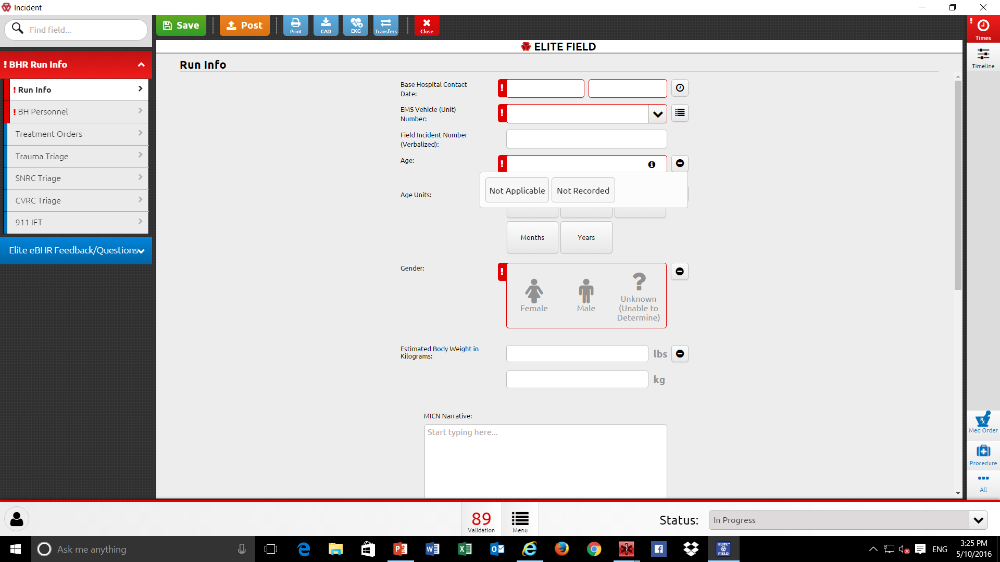 Incident
Find field...
Save
Post
Print
CAD
EKG
Transfers
Close
! Times
Timeline
ELITE FIELD
! BHR Run Info
! Run Info
! BH Personnel
Treatment Orders
Trauma Triage
SNRC Triage
CVRC Triage
911 IFT
Elite eBHR Feedback/Questions
Run Info
Base Hospital Contact
Date:
!
EMS Vehicle (Unit)
Number:
!
Field Incident Number
(Verbalized):
Age:
!
Not Applicable
Not Recorded
Age Units:
Months
Years
Gender:
!
Female
Male
?
Unknown
(Unable to
Determine)
Estimated Body Weight in
Kilograms:
lbs
kg
MICN Narrative:
Start typing here...
Rx
Med Order
Procedure
All
89
Validation
Menu
Status:
In Progress
Ask me anything
ENG
3:25 PM
5/10/2016